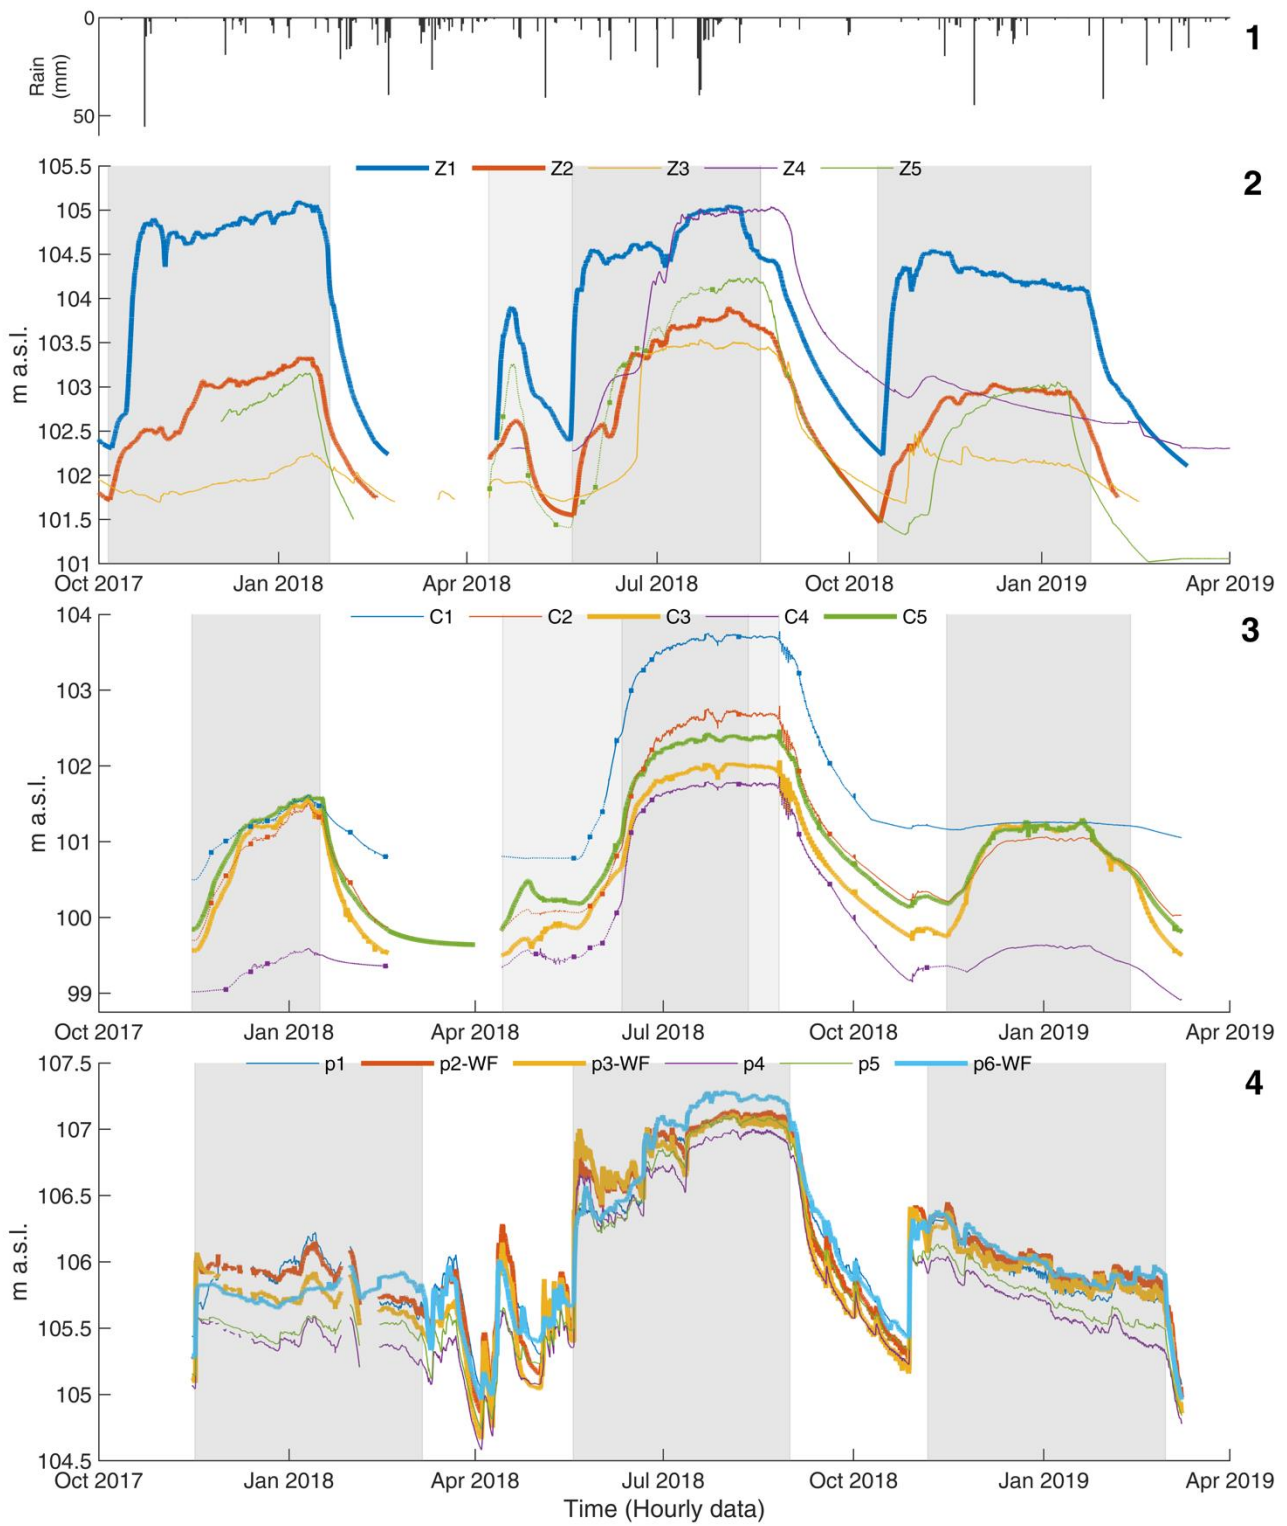 0
Rain
(mm)
50
1
105.5
105
104.5
104
103.5
103
102.5
102
101.5
101
m a.s.l.
Z1 Z2 Z3 Z4 Z5
2
Oct 2017 Jan 2018 Apr 2018 Jul 2018 Oct 2018 Jan 2019 Apr 2019
104
103
102
101
100
99
m a.s.l.
C1 C2 C3 C4 C5
3
Oct 2017 Jan 2018 Apr 2018 Jul 2018 Oct 2018 Jan 2019 Apr 2019
107.5
107
106.5
106
105.5
105
104.5
m a.s.l.
p1 p2-WF p3-WF p4 p5 p6-WF
4
Oct 2017 Jan 2018 Apr 2018 Jul 2018 Oct 2018 Jan 2019 Apr 2019
Time (Hourly data)